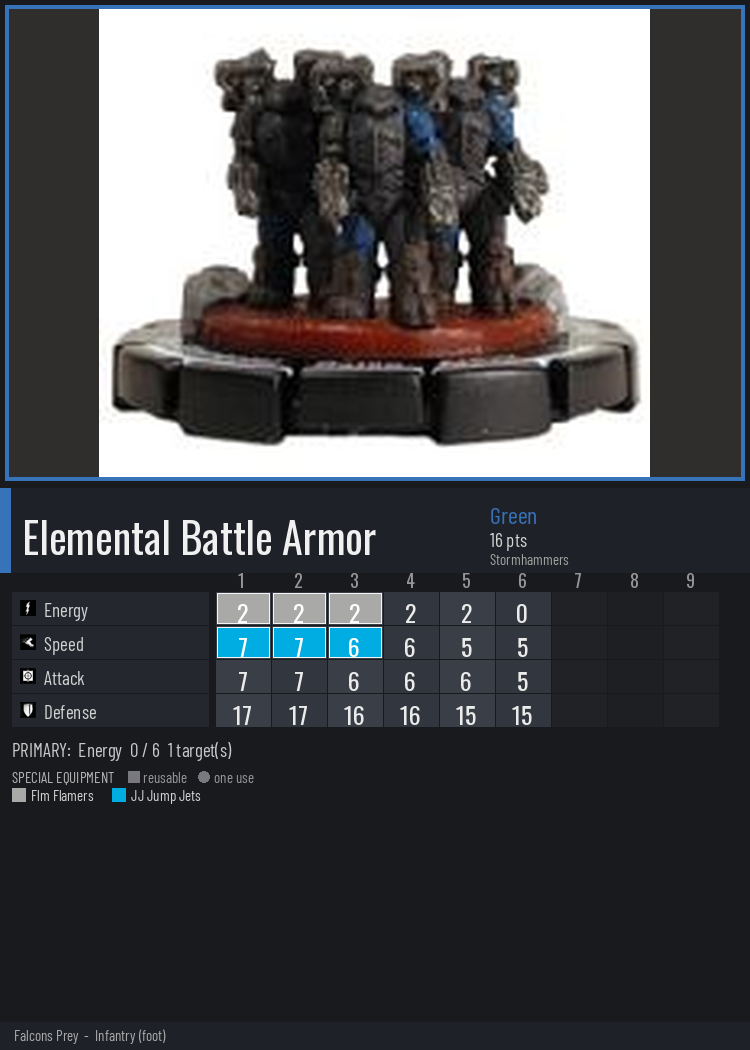 Elemental Battle Armor
Green
16 pts
Stormhammers
1 2 3 4 5 6 7 8 9
Energy 2 2 2 2 2 0
Speed 7 7 6 6 5 5
Attack 7 7 6 6 6 5
Defense 17 17 16 16 15 15
PRIMARY: Energy 0 / 6 1 target(s)
SPECIAL EQUIPMENT reusable one use
Flm Flamers JJ Jump Jets
Falcons Prey - Infantry (foot)